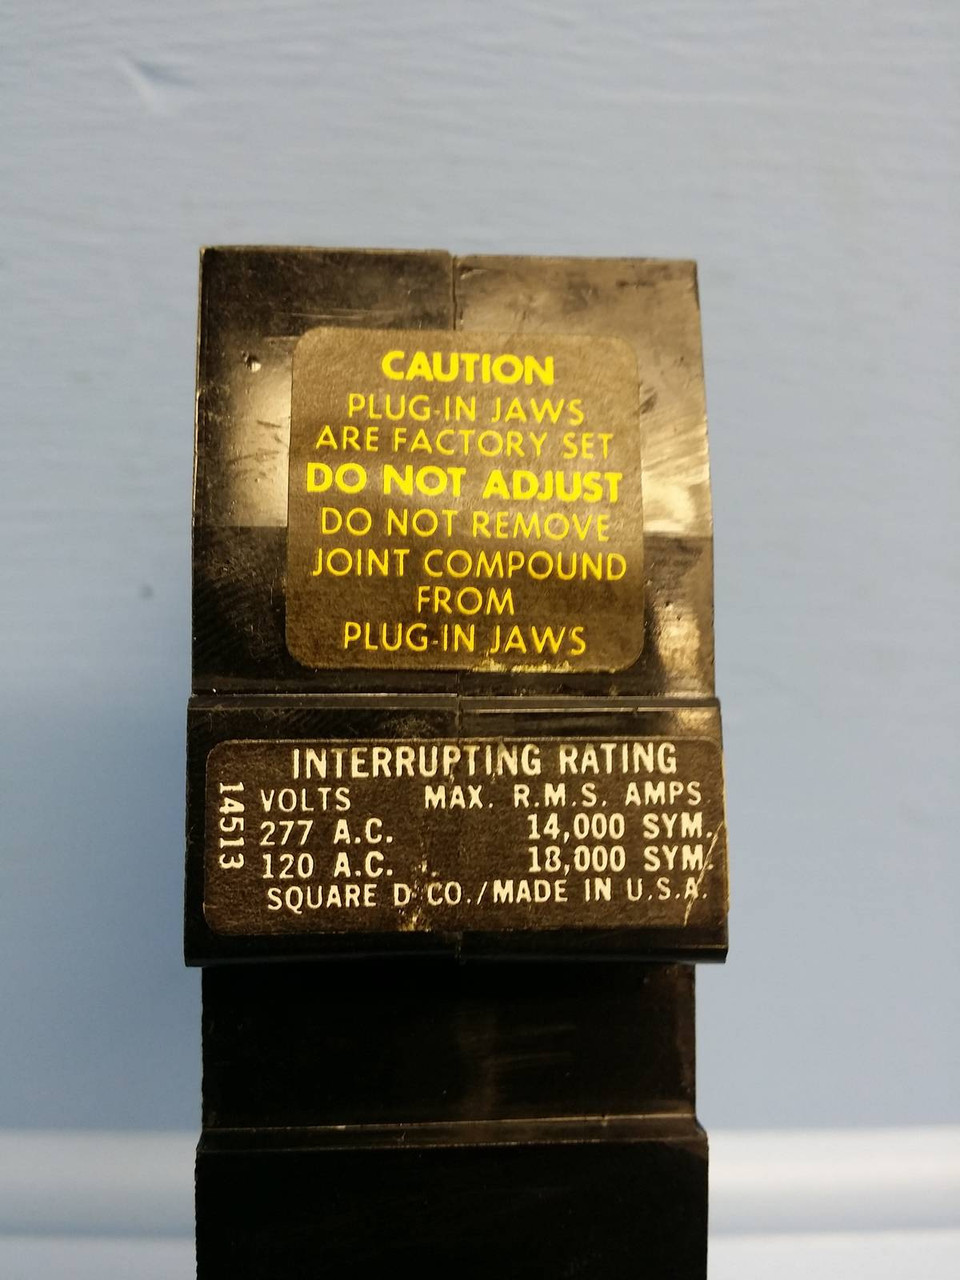 CAUTION
PLUG-IN JAWS
ARE FACTORY SET
DO NOT ADJUST
DO NOT REMOVE
JOINT COMPOUND
FROM
PLUG-IN JAWS
INTERRUPTING RATING
VOLTS MAX. R.M.S. AMPS
277 A.C. 14,000 SYM.
120 A.C. 18,000 SYM.
SQUARE D CO./MADE IN U.S.A.
14513